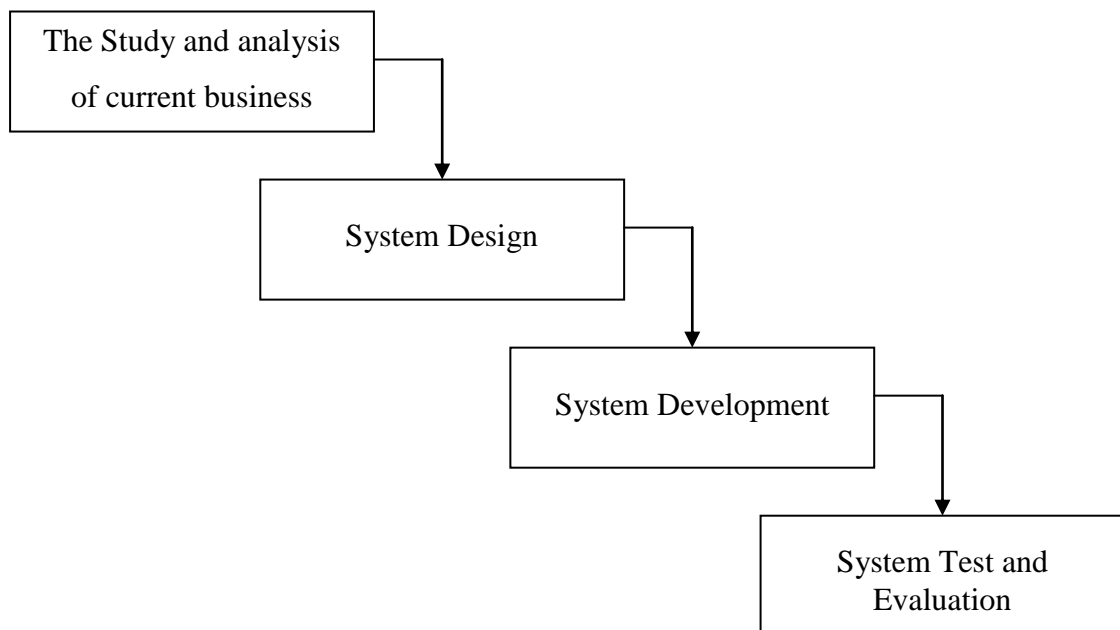 The Study and analysis
of current business
System Design
System Development
System Test and
Evaluation